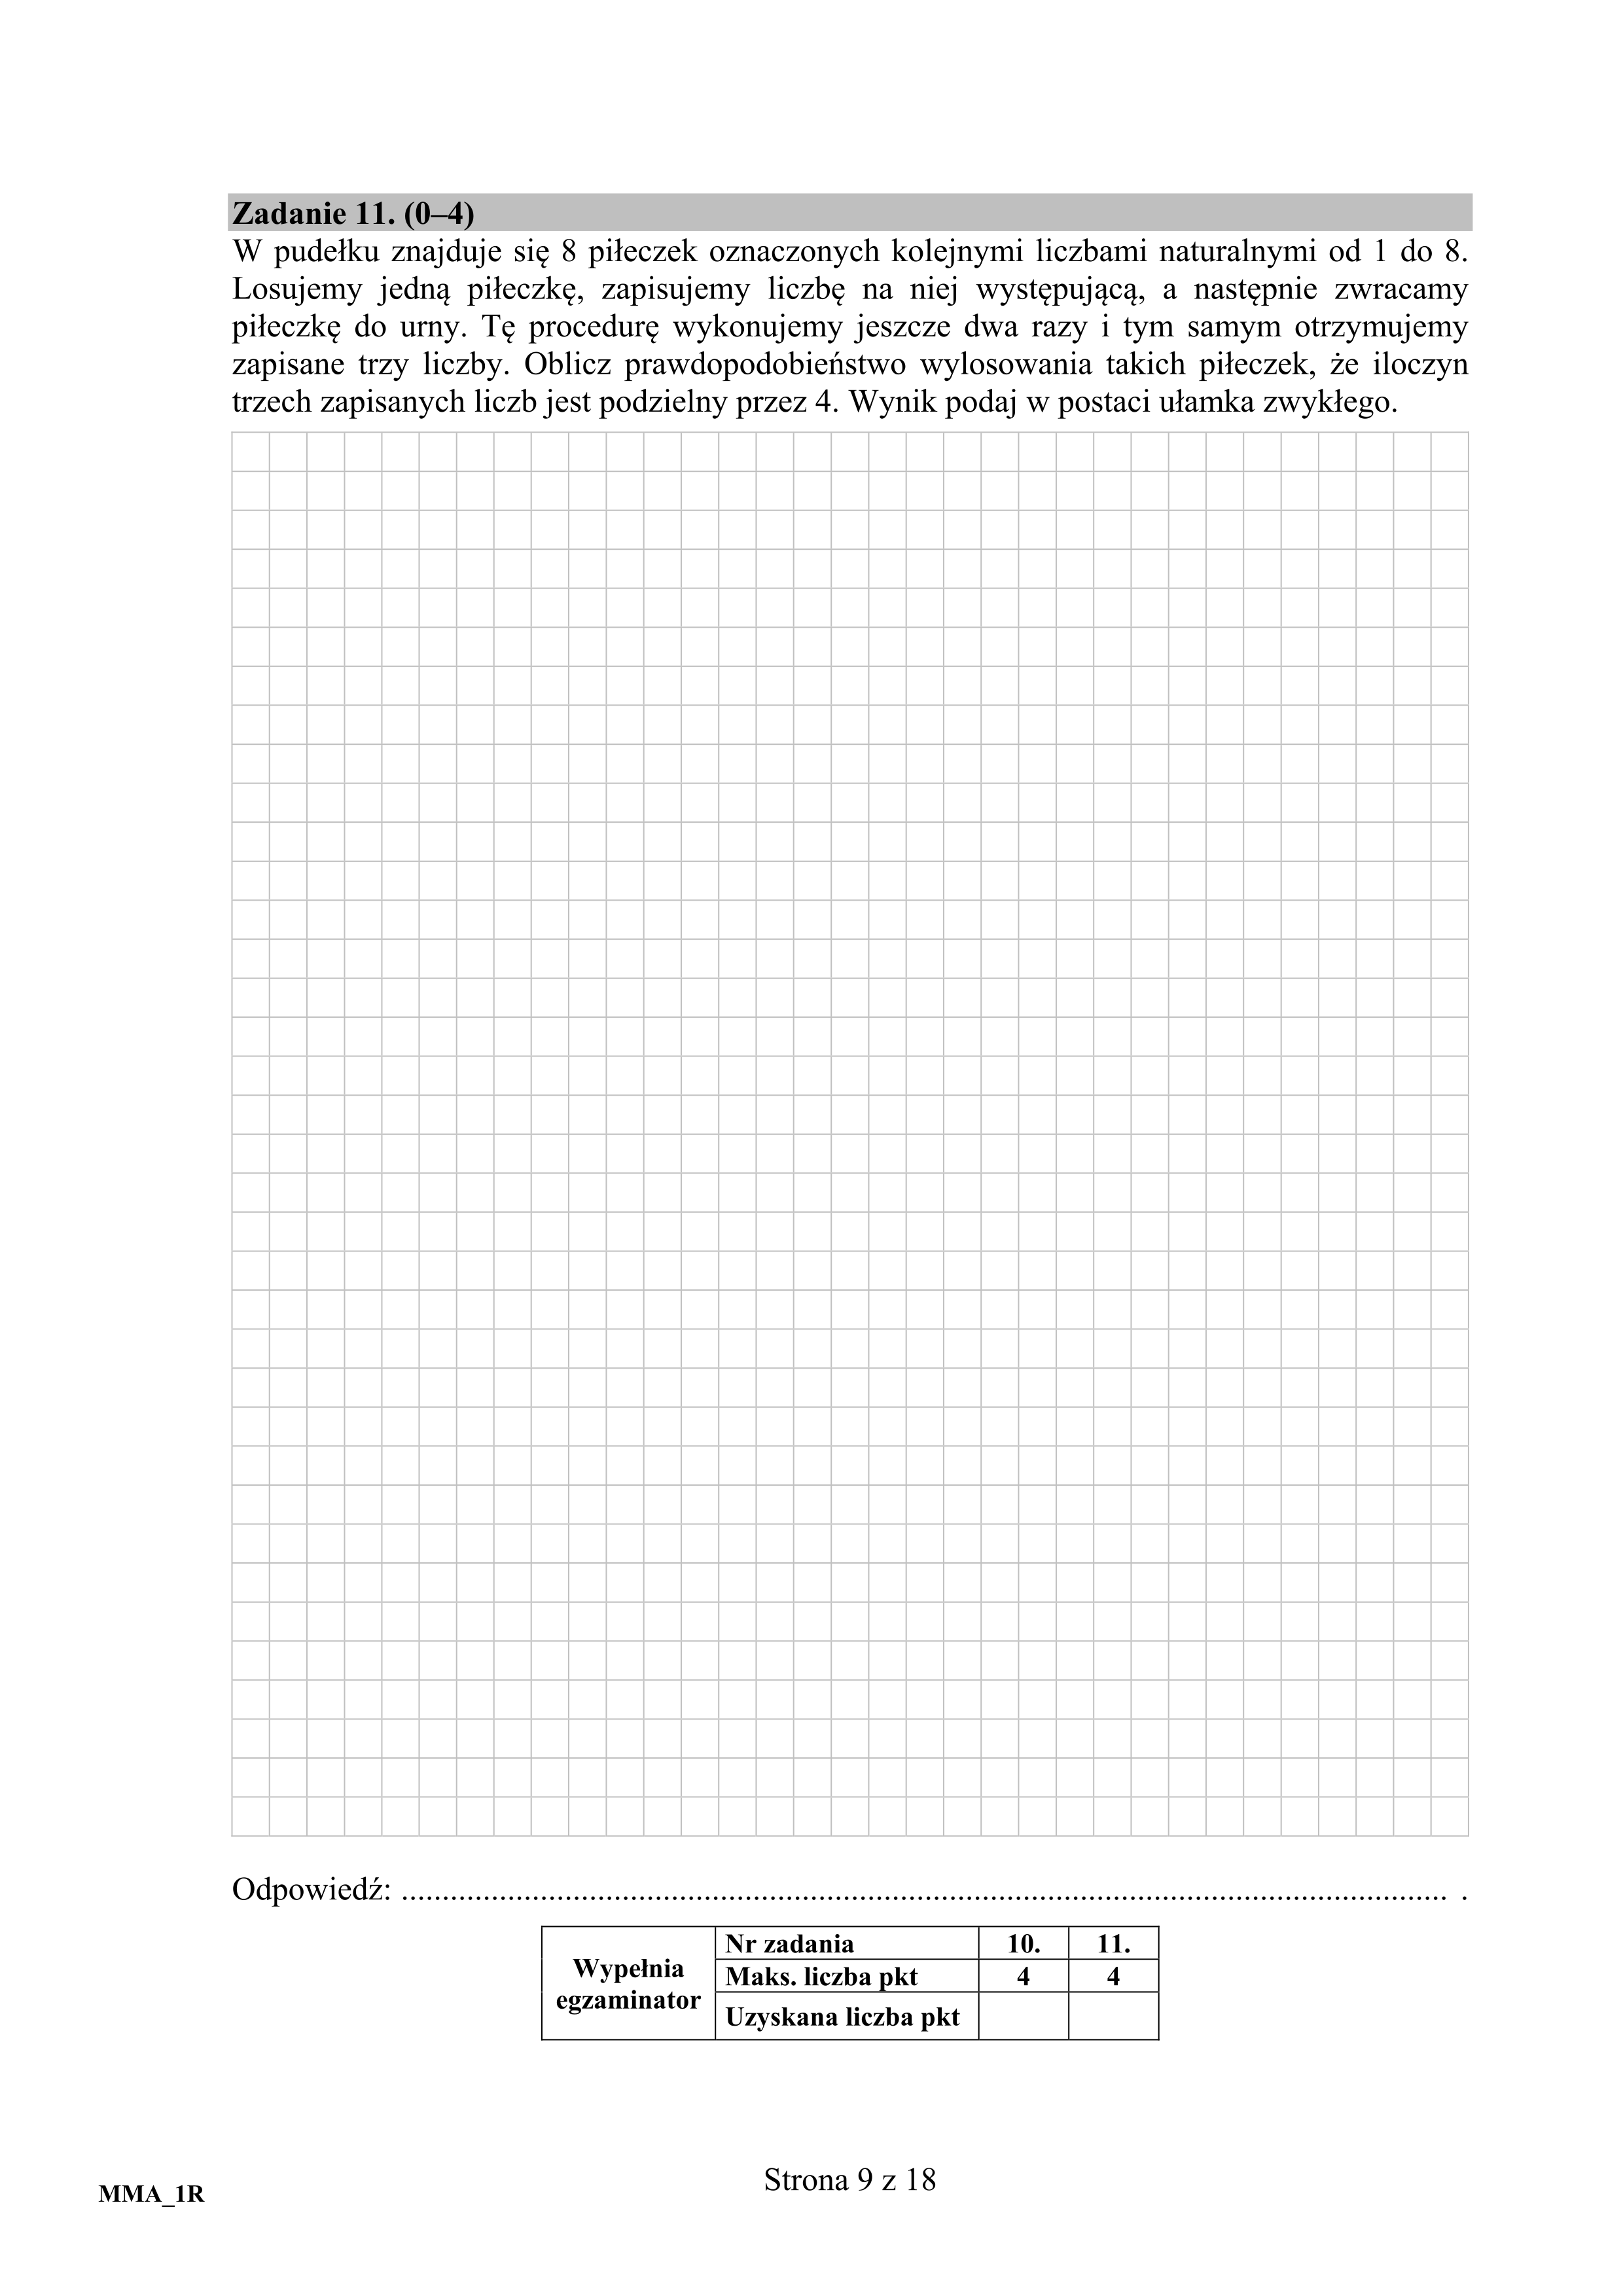 Zadanie 11. (0–4)
W pudełku znajduje się 8 piłeczek oznaczonych kolejnymi liczbami naturalnymi od 1 do 8.
Losujemy jedną piłeczkę, zapisujemy liczbę na niej występującą, a następnie zwracamy
piłeczkę do urny. Tę procedurę wykonujemy jeszcze dwa razy i tym samym otrzymujemy
zapisane trzy liczby. Oblicz prawdopodobieństwo wylosowania takich piłeczek, że iloczyn
trzech zapisanych liczb jest podzielny przez 4. Wynik podaj w postaci ułamka zwykłego.
Odpowiedź: ................................................................................................................................ .
Wypełnia egzaminator
Nr zadania 10. 11.
Maks. liczba pkt 4 4
Uzyskana liczba pkt
Strona 9 z 18
MMA_1R